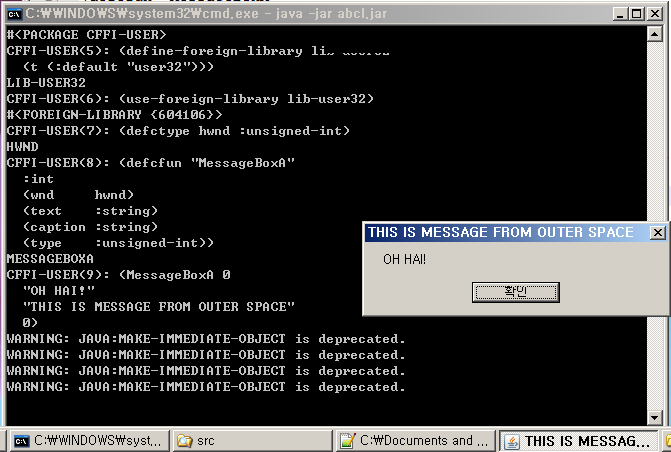 C:₩WINDOWS₩system32₩cmd.exe - java -jar abcl.jar
#<PACKAGE CFFI-USER>
CFFI-USER(5): (define-foreign-library
(t (:default "user32")))
LIB-USER32
CFFI-USER(6): (use-foreign-library lib-user32)
#<FOREIGN-LIBRARY {604106}>
CFFI-USER(7): (defctype hwnd :unsigned-int)
HWND
CFFI-USER(8): (defcfun "MessageBoxA"
:int
(wnd hwnd)
(text :string)
(caption :string)
(type :unsigned-int))
MESSAGEBOXA
CFFI-USER(9): (MessageBoxA 0
"OH HAI!"
"THIS IS MESSAGE FROM OUTER SPACE"
0)
WARNING: JAVA:MAKE-IMMEDIATE-OBJECT is deprecated.
WARNING: JAVA:MAKE-IMMEDIATE-OBJECT is deprecated.
WARNING: JAVA:MAKE-IMMEDIATE-OBJECT is deprecated.
WARNING: JAVA:MAKE-IMMEDIATE-OBJECT is deprecated.
THIS IS MESSAGE FROM OUTER SPACE
OH HAI!
확인
C:₩WINDOWS₩syst...
src
C:₩Documents and ...
THIS IS MESSAG...